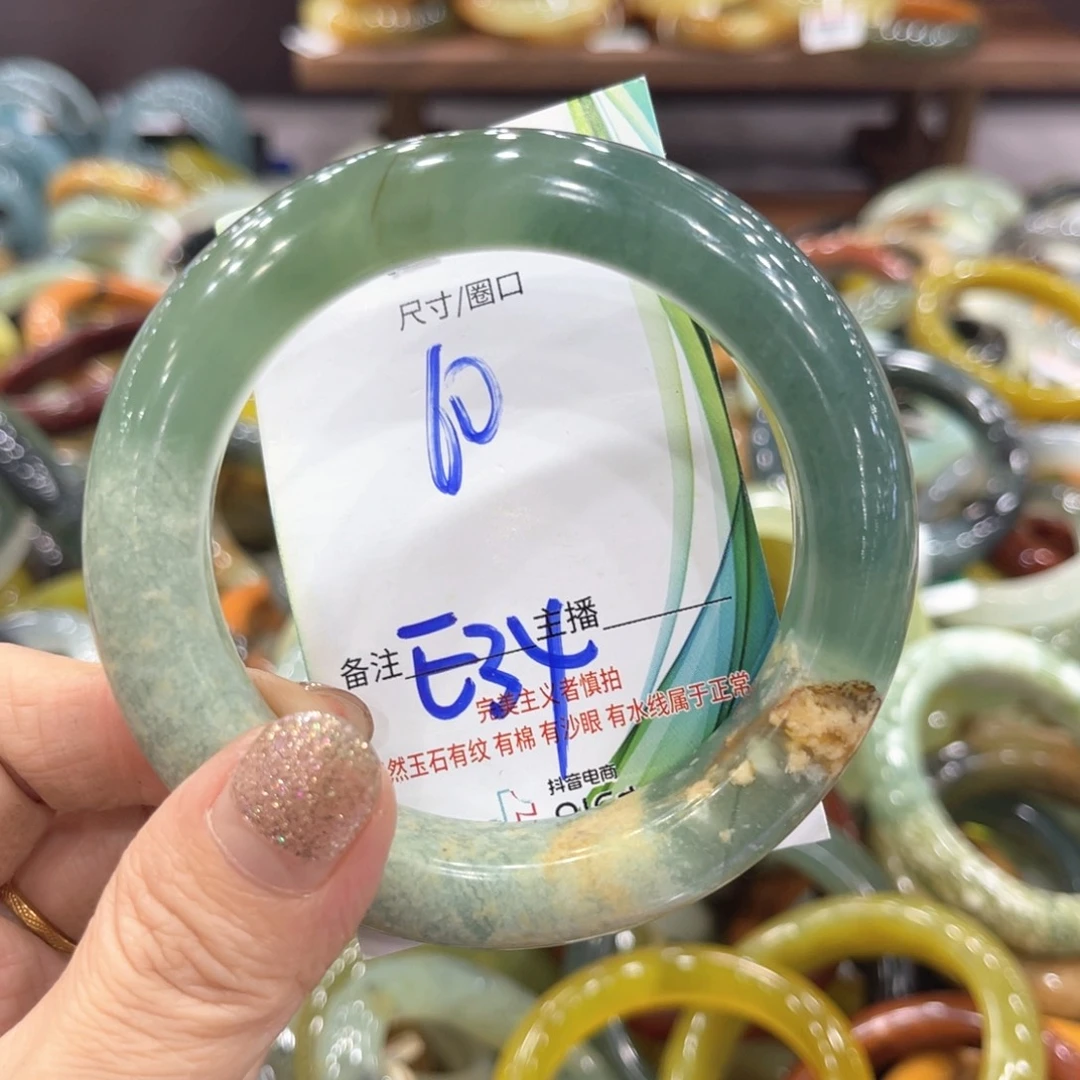 尺寸/圈口
60
主播
备注 E34
完美主义者慎拍
然玉石有纹 有棉 有沙眼 有水线属于正常
抖音电商